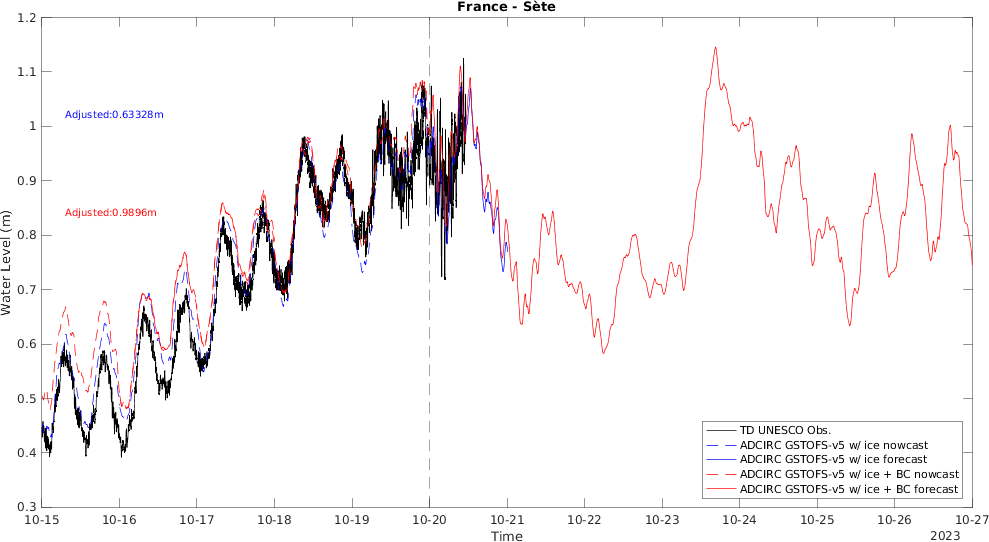 France - Sète
1.2
1.1
1
0.9
0.8
0.7
0.6
0.5
0.4
0.3
Water Level (m)
Adjusted:0.63328m
Adjusted:0.9896m
TD UNESCO Obs.
ADCIRC GSTOFS-v5 w/ ice nowcast
ADCIRC GSTOFS-v5 w/ ice forecast
ADCIRC GSTOFS-v5 w/ ice + BC nowcast
ADCIRC GSTOFS-v5 w/ ice + BC forecast
10-15 10-16 10-17 10-18 10-19 10-20 10-21 10-22 10-23 10-24 10-25 10-26 10-27
Time
2023